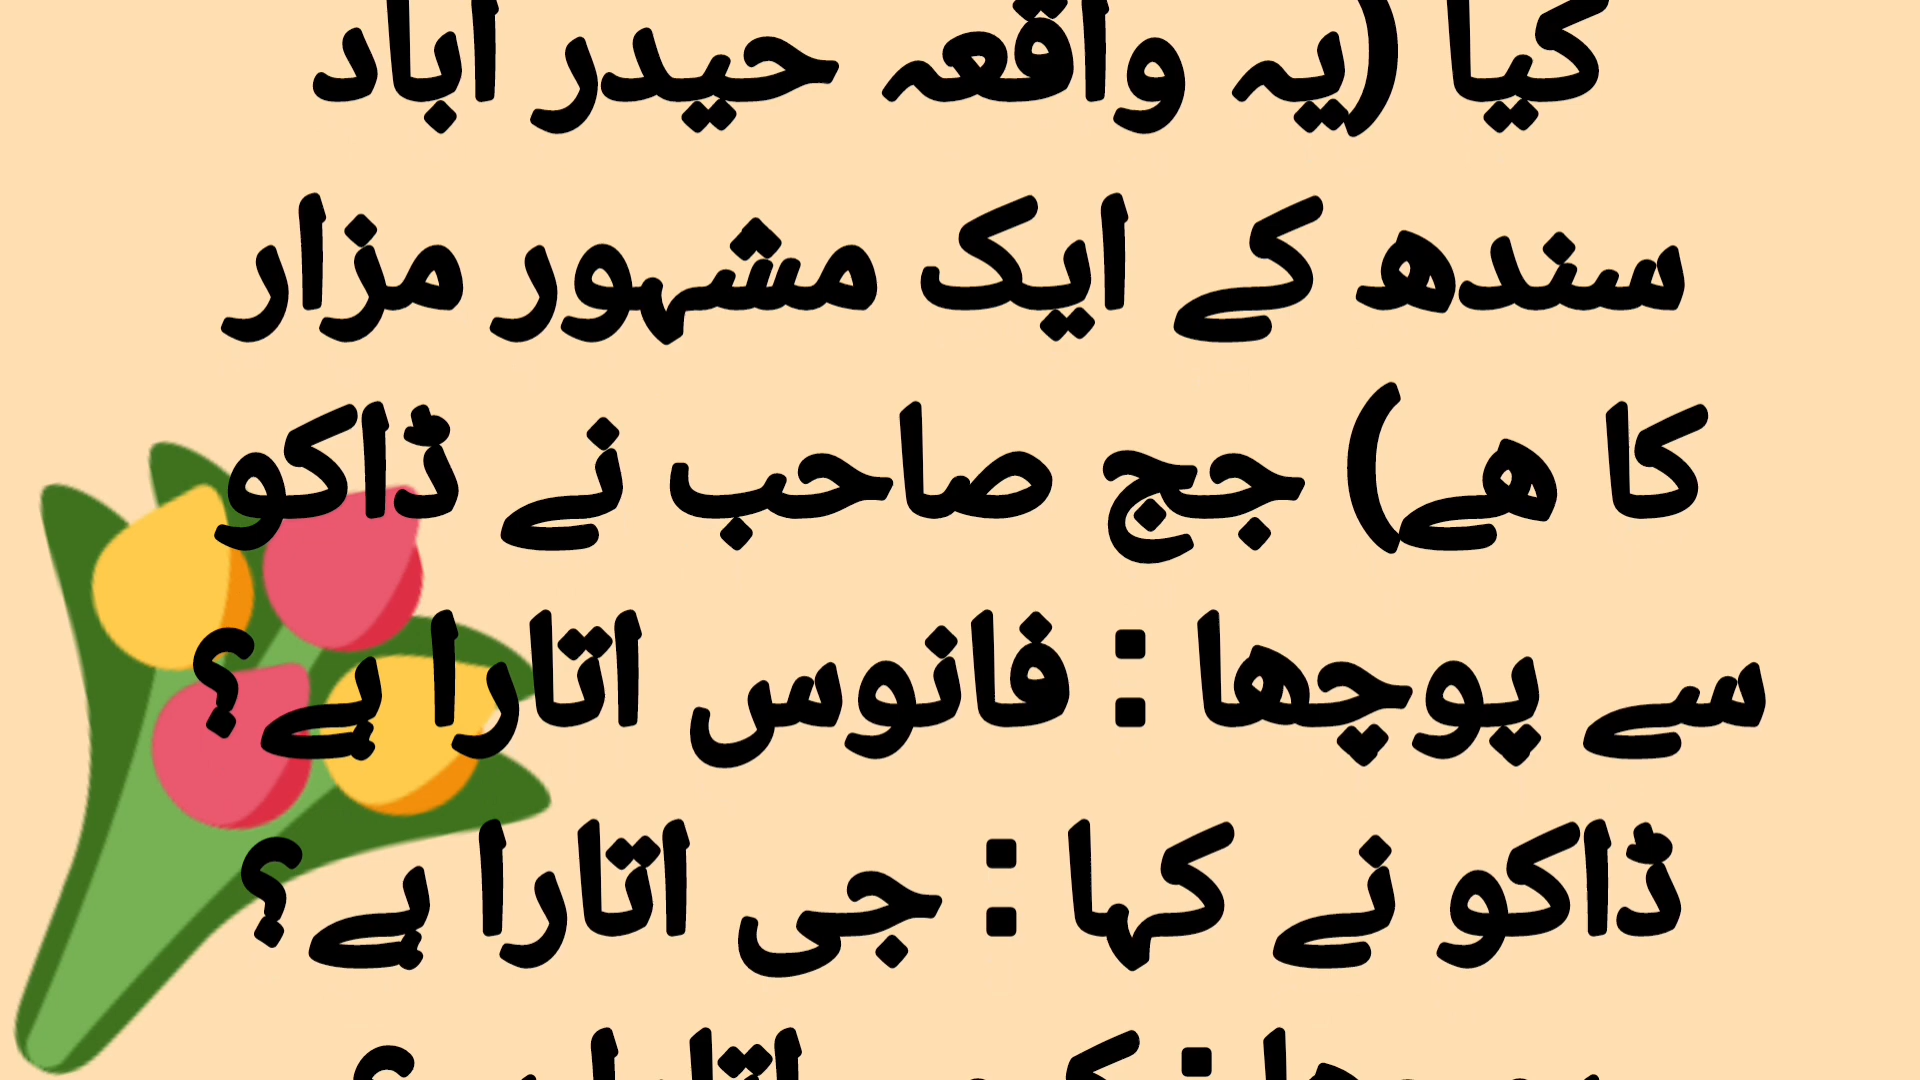 کیا (یہ واقعہ حیدر آباد
سندھ کے ایک مشہور مزار
کا ھے) جج صاحب نے ڈاکو
سے پوچھا : فانوس اتارا ہے؟
ڈاکو نے کہا : جی اتارا ہے؟